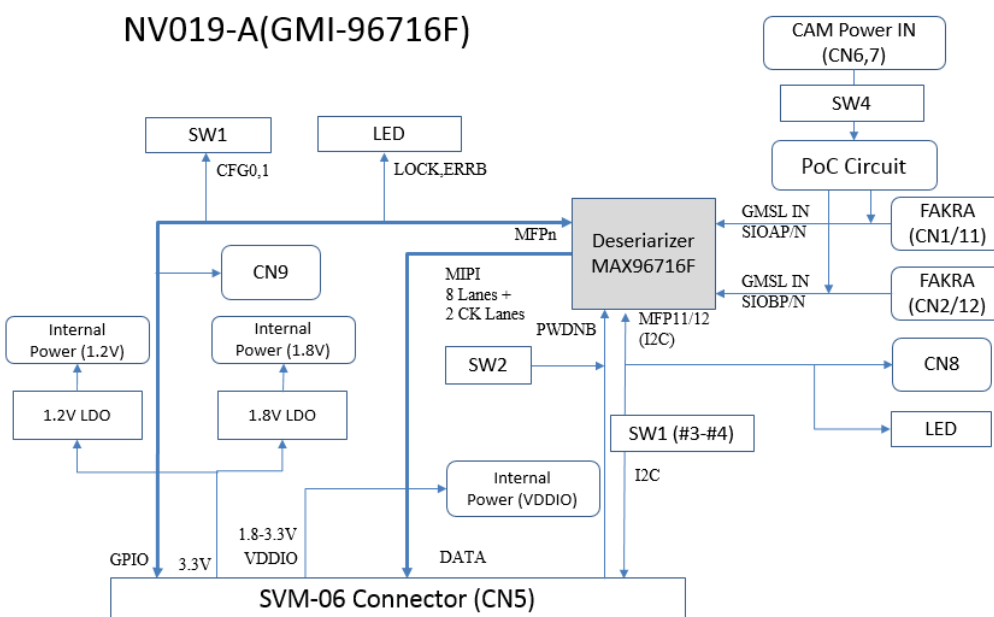 NV019-A(GMI-96716F)
CAM Power IN
(CN6,7)
SW4
SW1
LED
CFG0,1
LOCK,ERRB
PoC Circuit
MFPn
Deseriarizer
MAX96716F
GMSL IN
SIOAP/N
FAKRA
(CN1/11)
CN9
MIPI
8 Lanes +
2 CK Lanes
GMSL IN
SIOBP/N
FAKRA
(CN2/12)
Internal
Power (1.2V)
Internal
Power (1.8V)
PWDNB
MFP11/12
(I2C)
SW2
CN8
1.2V LDO
1.8V LDO
SW1 (#3-#4)
LED
I2C
Internal
Power (VDDIO)
GPIO
3.3V
1.8-3.3V
VDDIO
DATA
SVM-06 Connector (CN5)